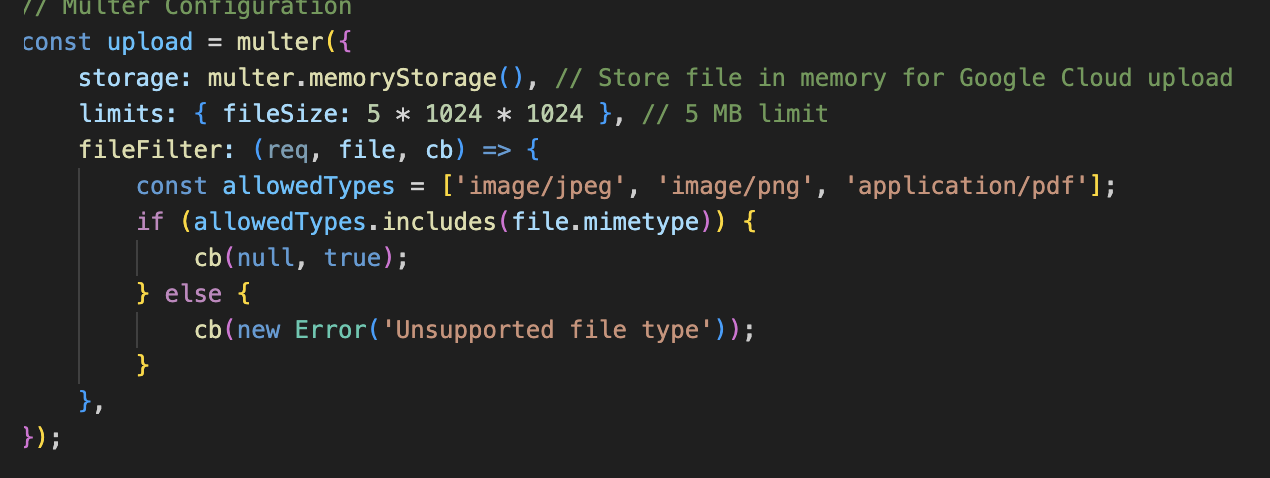 // Multer Configuration
const upload = multer({
    storage: multer.memoryStorage(), // Store file in memory for Google Cloud upload
    limits: { fileSize: 5 * 1024 * 1024 }, // 5 MB limit
    fileFilter: (req, file, cb) => {
        const allowedTypes = ['image/jpeg', 'image/png', 'application/pdf'];
        if (allowedTypes.includes(file.mimetype)) {
            cb(null, true);
        } else {
            cb(new Error('Unsupported file type'));
        }
    },
});